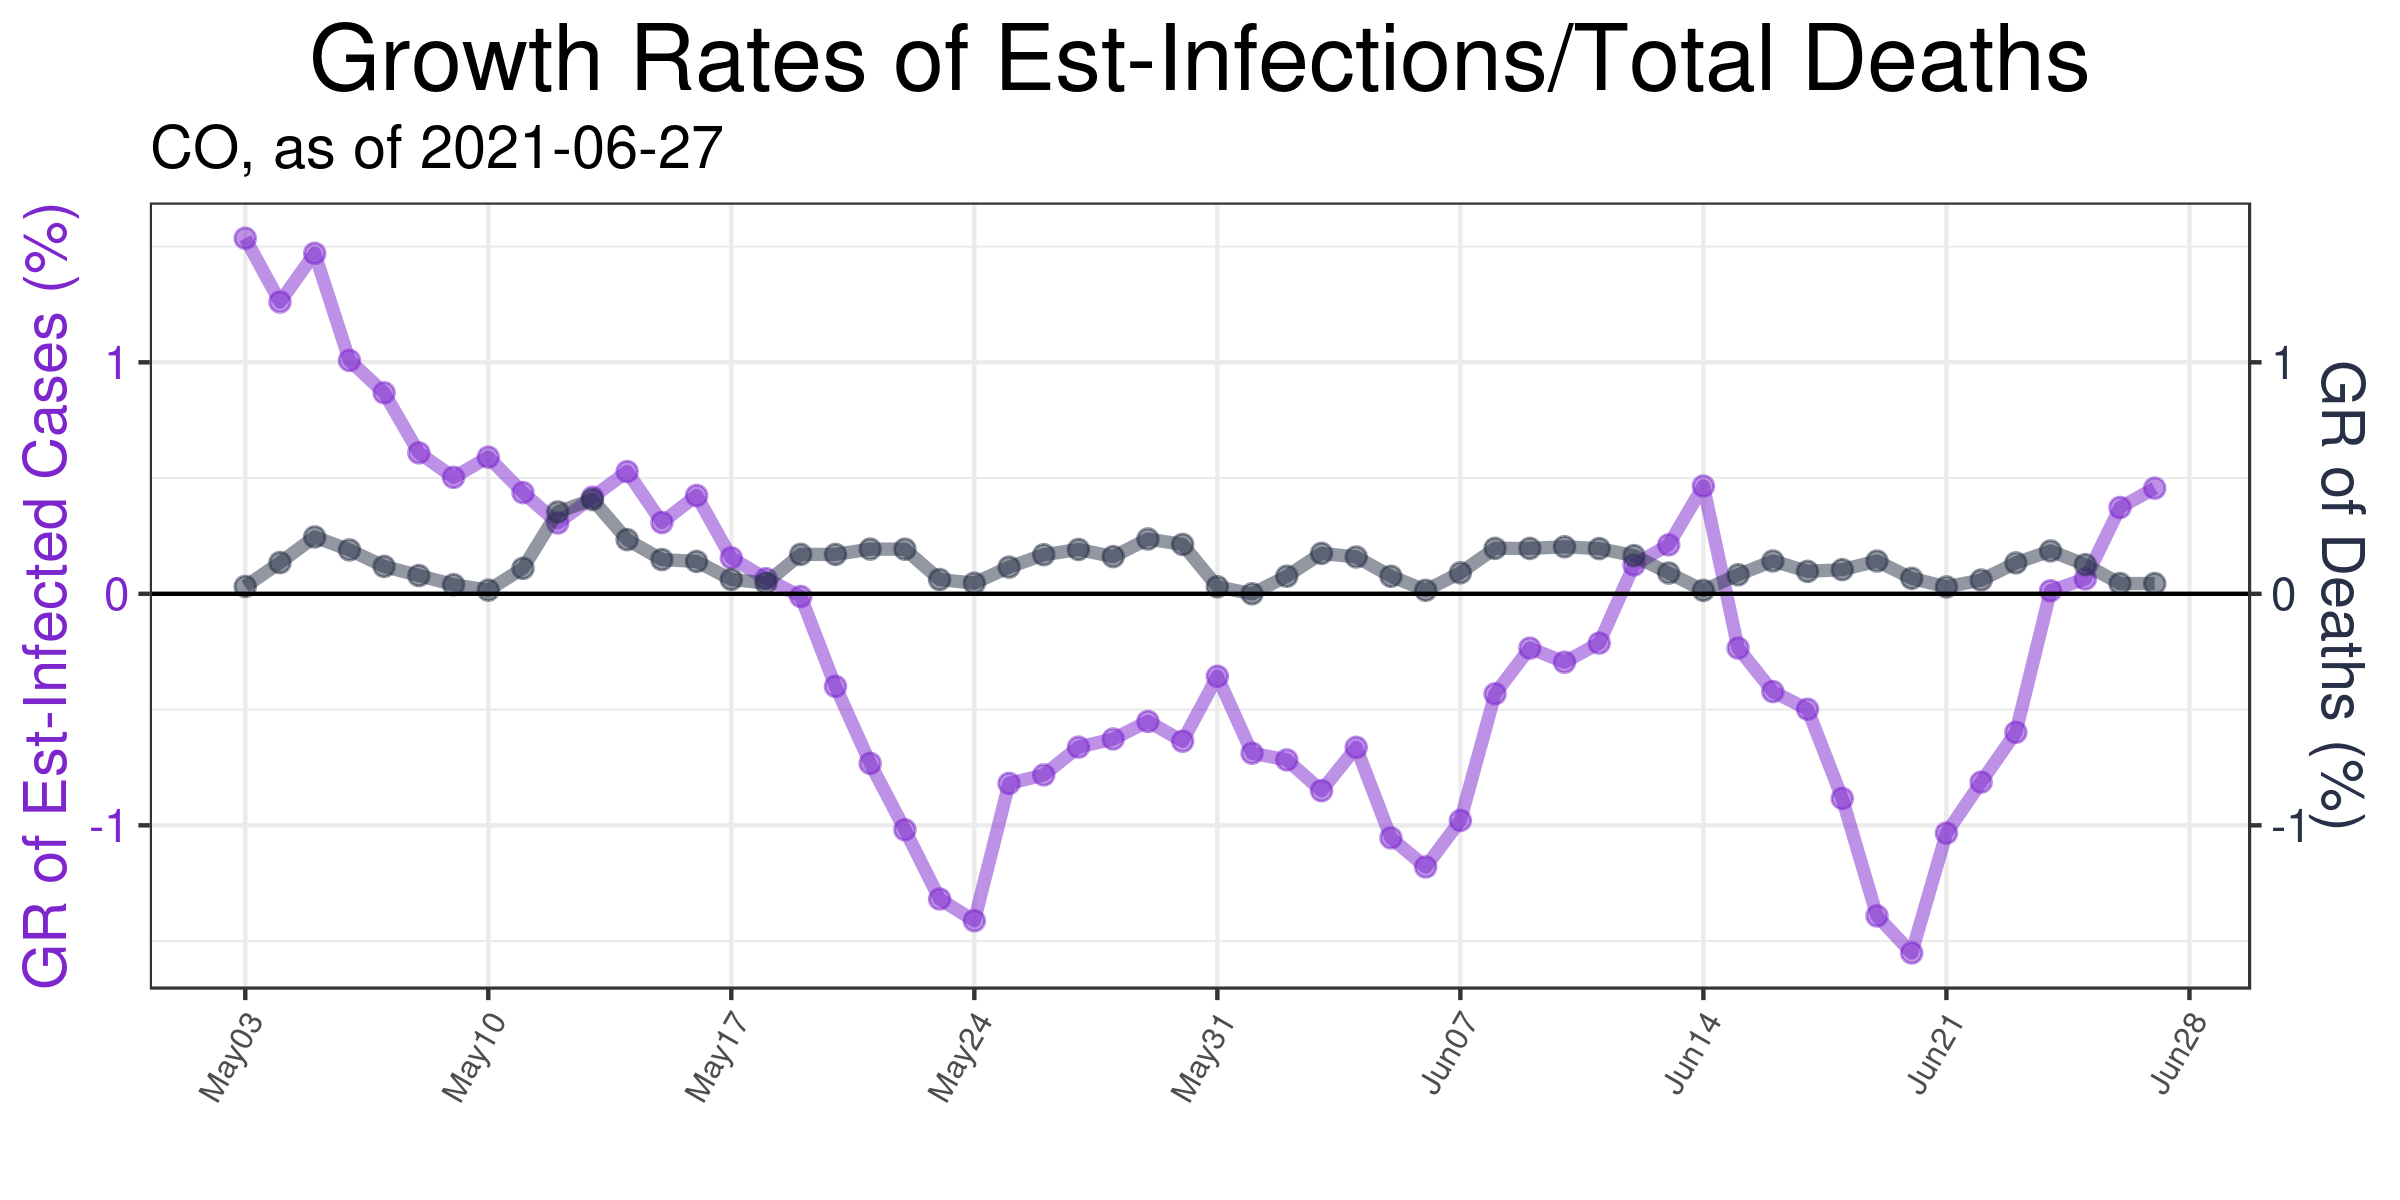 Growth Rates of Est-Infections/Total Deaths
CO, as of 2021-06-27
GR of Est-Infected Cases (%)
1
0
-1
1
0
-1
GR of Deaths (%)
May03
May10
May17
May24
May31
Jun07
Jun14
Jun21
Jun28